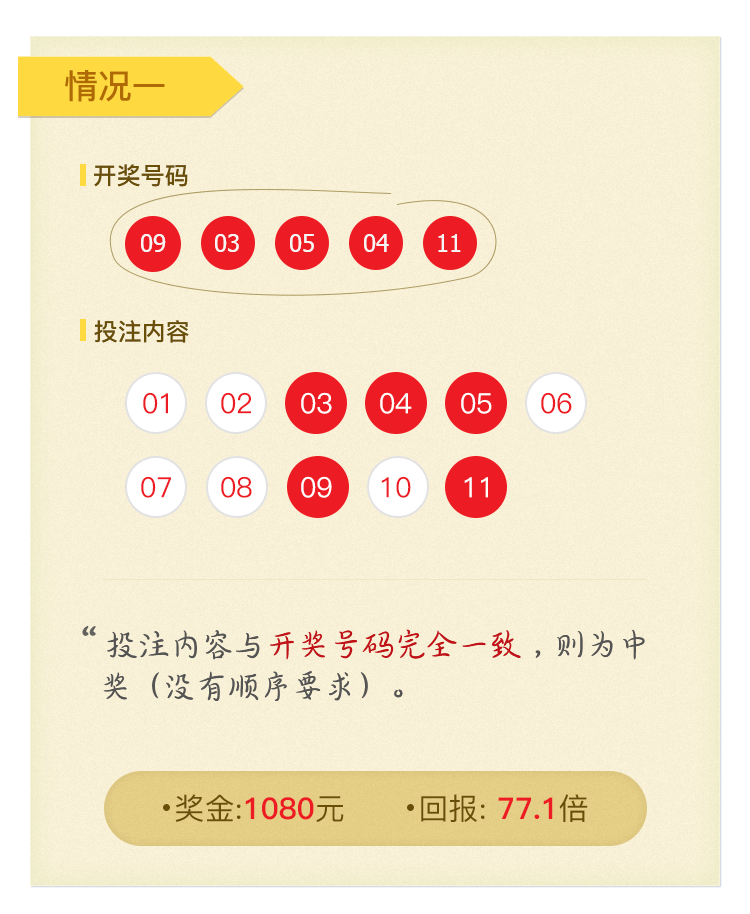 情况一
开奖号码
09 03 05 04 11
投注内容
01 02 03 04 05 06
07 08 09 10 11
“投注内容与开奖号码完全一致，则为中
奖（没有顺序要求）。
•奖金:1080元 •回报: 77.1倍